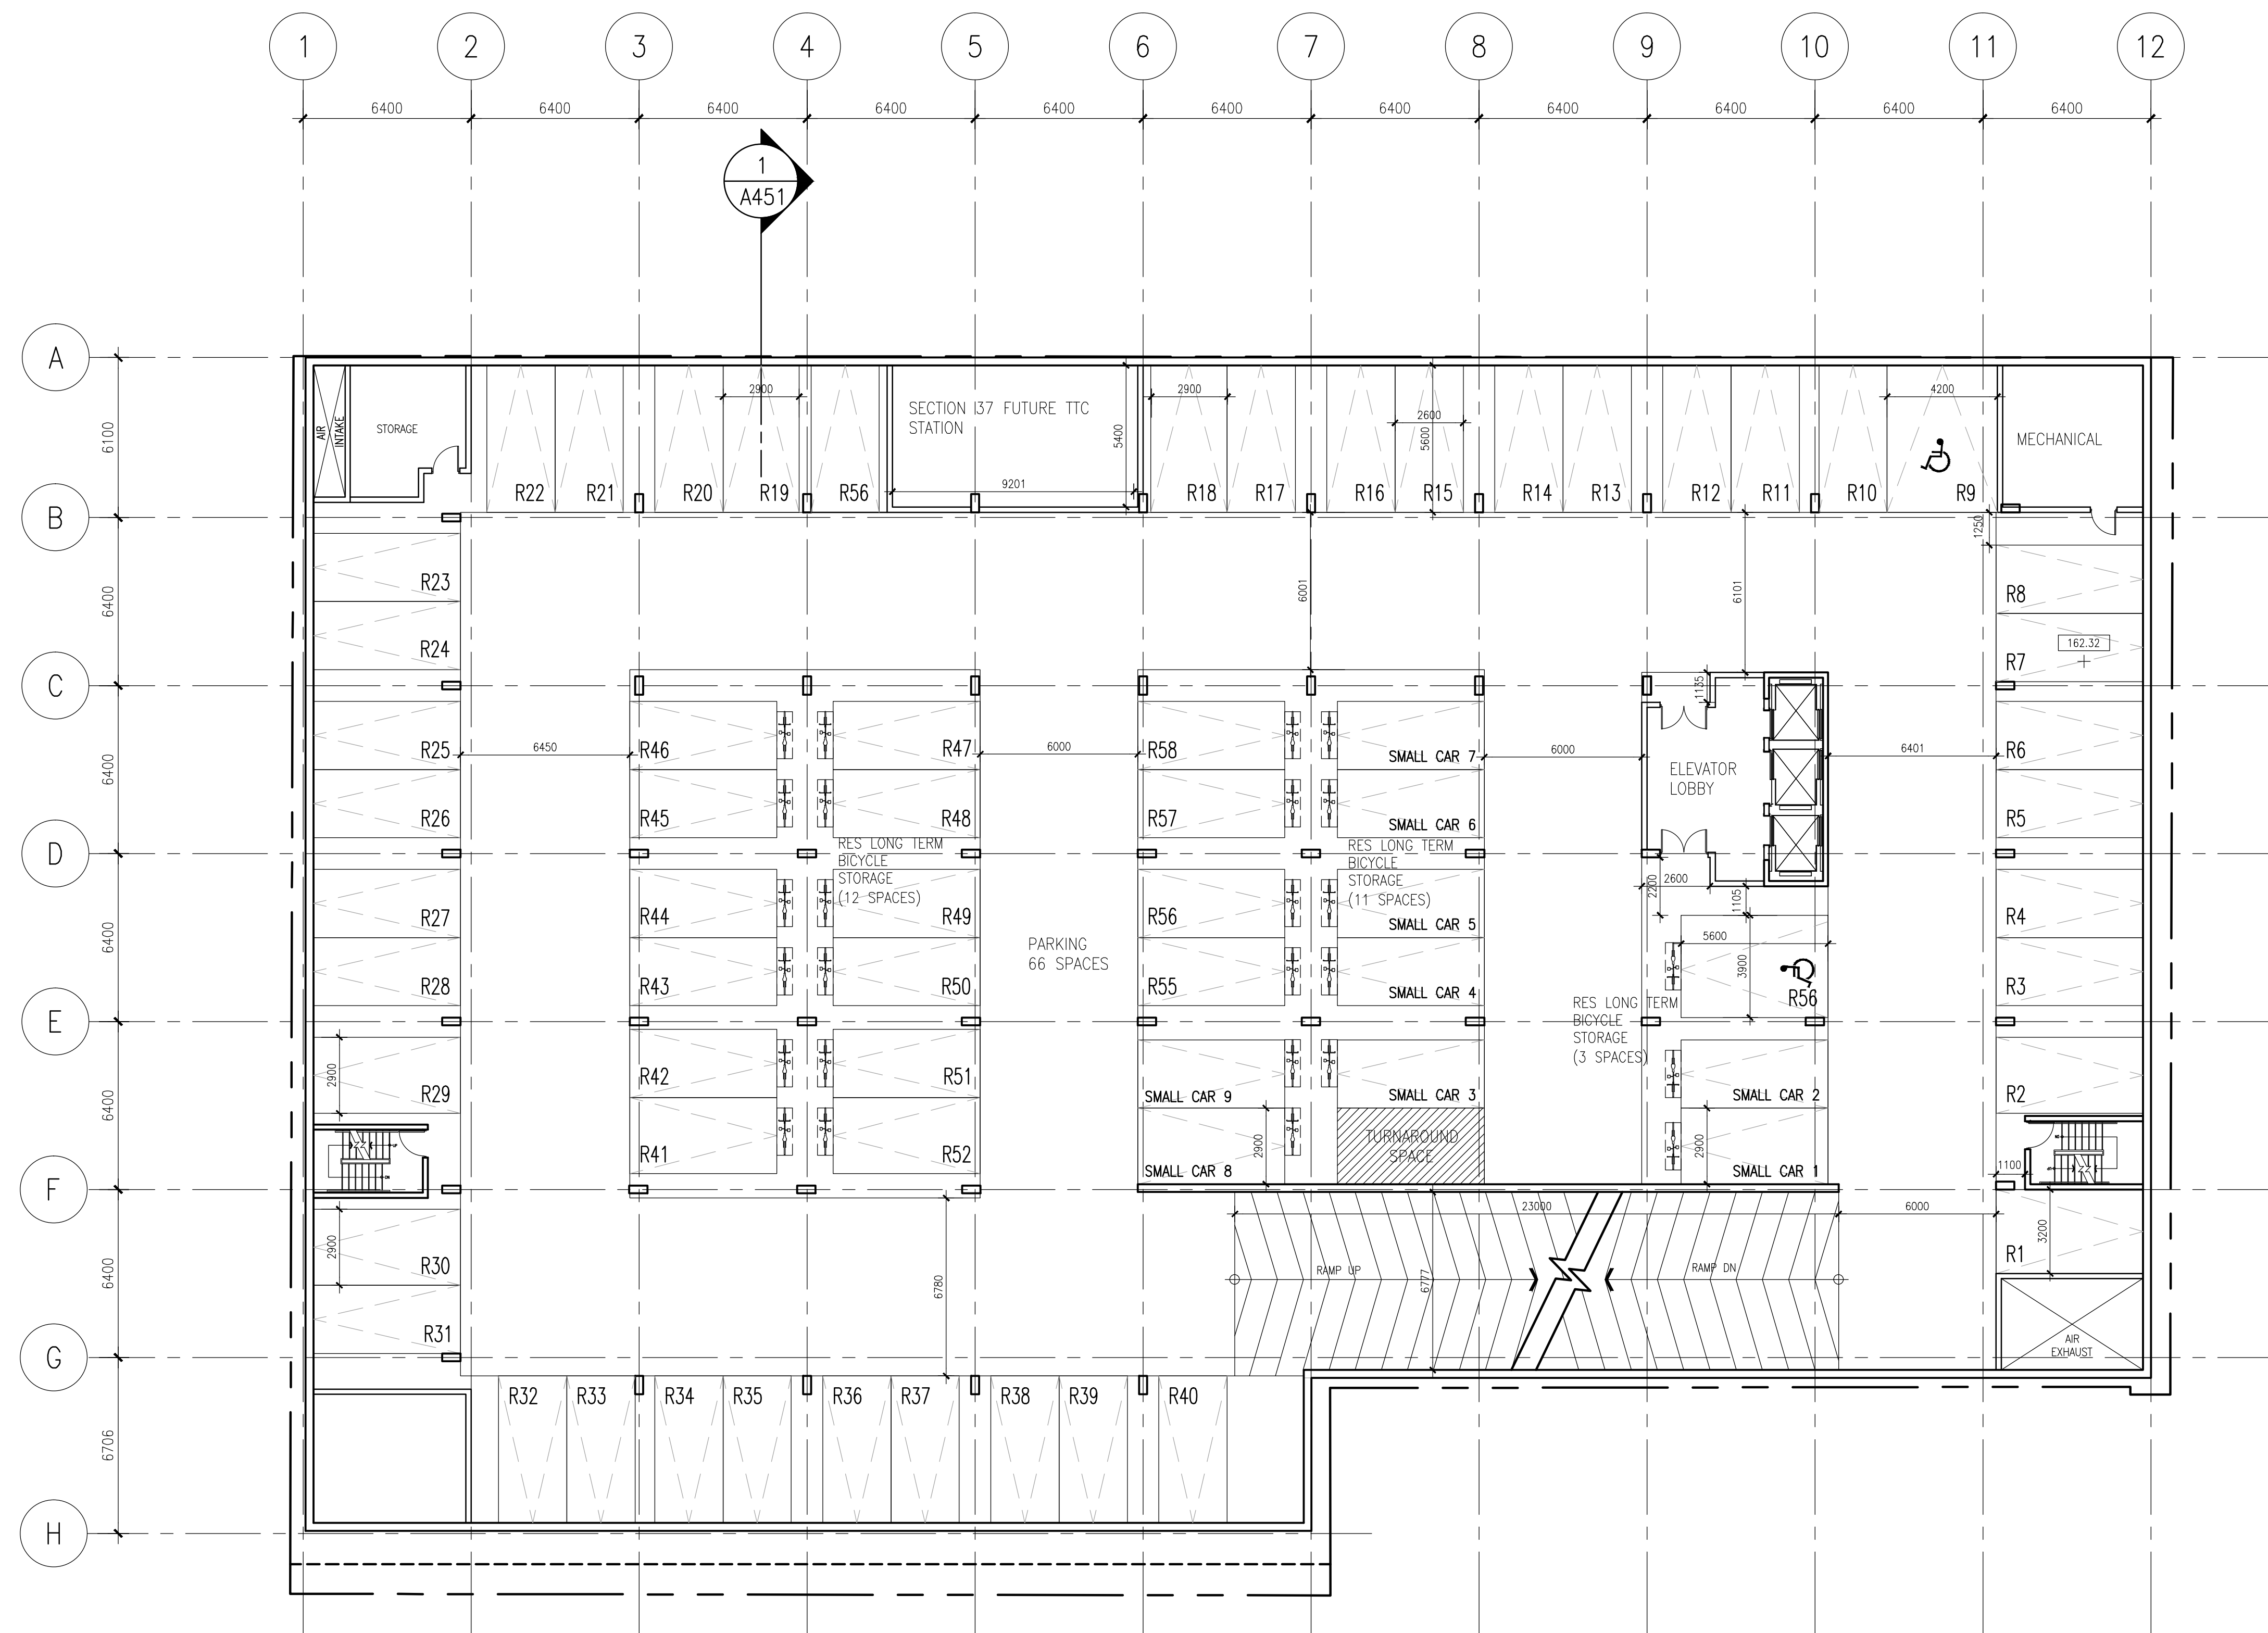 1 2 3 4 5 6 7 8 9 10 11 12
6400 6400 6400 6400 6400 6400 6400 6400 6400 6400 6400
1
A451
A
B
C
D
E
F
G
H
6100
6400
6400
6400
6400
6400
6706
AIR
INTAKE
STORAGE
R22 R21 R20 R19 R56
2900
SECTION 37 FUTURE TTC
STATION
9201
5400
2900
5600
2600
4200
R18 R17 R16 R15 R14 R13 R12 R11 R10 R9
MECHANICAL
1250
R23
R24
6001
6101
R8
162.32
R7
R25
R26
6450
R46
R45
R47
R48
6000
R58
R57
SMALL CAR 7
SMALL CAR 6
6000
1135
ELEVATOR
LOBBY
6401
R6
R5
RES LONG TERM
BICYCLE
STORAGE
(12 SPACES)
RES LONG TERM
BICYCLE
STORAGE
(11 SPACES)
2200
2600
1105
R27
R28
R44
R43
R49
R50
PARKING
66 SPACES
R56
R55
SMALL CAR 5
SMALL CAR 4
5600
3900
R56
R4
R3
RES LONG TERM
BICYCLE
STORAGE
(3 SPACES)
2900
R29
R42
R41
R51
R52
SMALL CAR 9
SMALL CAR 8
2900
SMALL CAR 3
TURNAROUND
SPACE
SMALL CAR 2
2900
SMALL CAR 1
R2
1100
2900
R30
R31
6780
23000
6000
RAMP UP
6777
RAMP DN
R1
3200
AIR
EXHAUST
R32 R33 R34 R35 R36 R37 R38 R39 R40